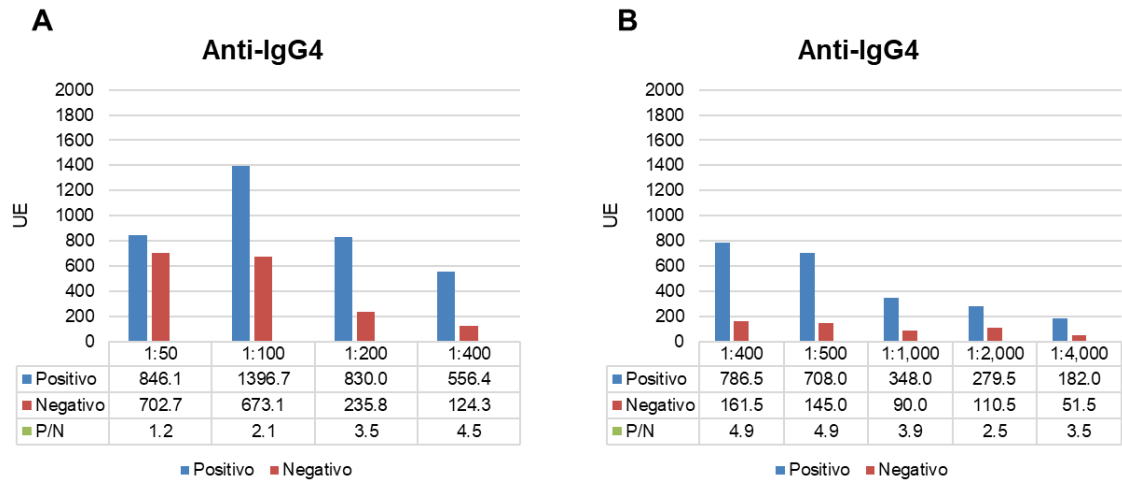 A
Anti-IgG4
UE
2000
1800
1600
1400
1200
1000
800
600
400
200
0
1:50 1:100 1:200 1:400
Positivo 846.1 1396.7 830.0 556.4
Negativo 702.7 673.1 235.8 124.3
P/N 1.2 2.1 3.5 4.5
Positivo Negativo
B
Anti-IgG4
UE
2000
1800
1600
1400
1200
1000
800
600
400
200
0
1:400 1:500 1:1,000 1:2,000 1:4,000
Positivo 786.5 708.0 348.0 279.5 182.0
Negativo 161.5 145.0 90.0 110.5 51.5
P/N 4.9 4.9 3.9 2.5 3.5
Positivo Negativo